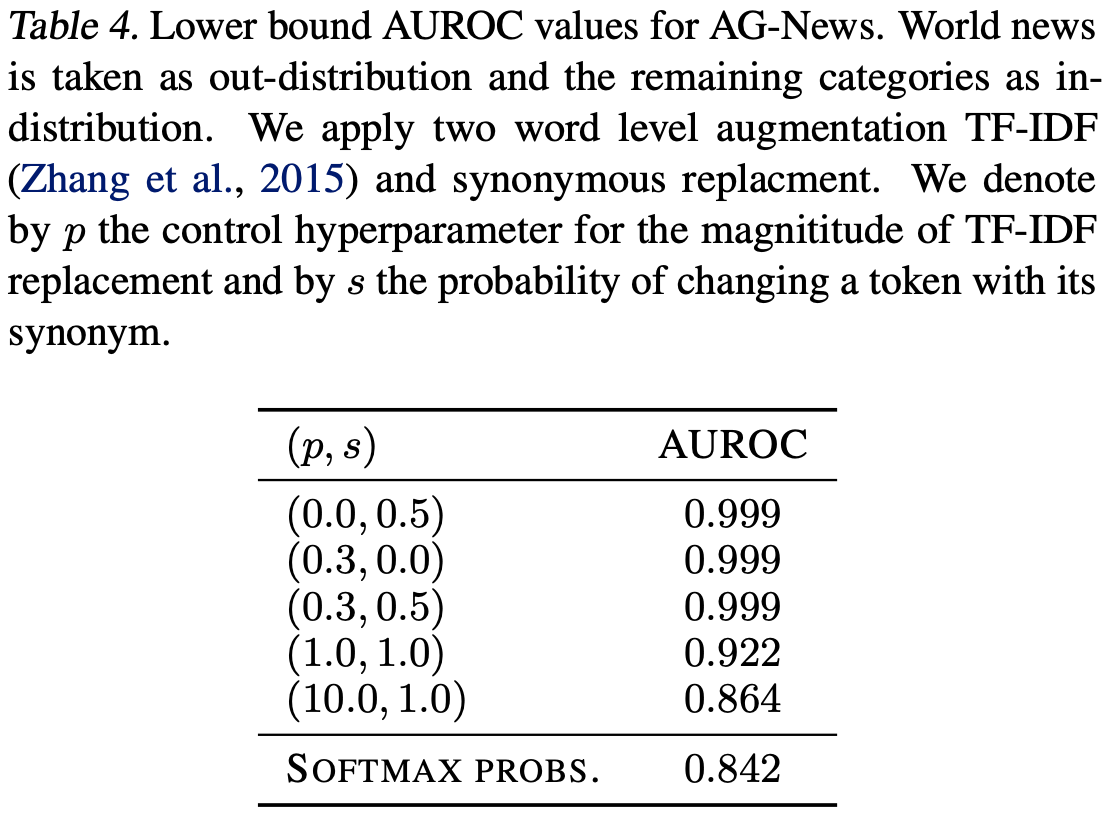 Table 4. Lower bound AUROC values for AG-News. World news
is taken as out-distribution and the remaining categories as in-
distribution. We apply two word level augmentation TF-IDF
(Zhang et al., 2015) and synonymous replacment. We denote
by p the control hyperparameter for the magnititude of TF-IDF
replacement and by s the probability of changing a token with its
synonym.
(p, s) AUROC
(0.0, 0.5) 0.999
(0.3, 0.0) 0.999
(0.3, 0.5) 0.999
(1.0, 1.0) 0.922
(10.0, 1.0) 0.864
SOFTMAX PROBS. 0.842